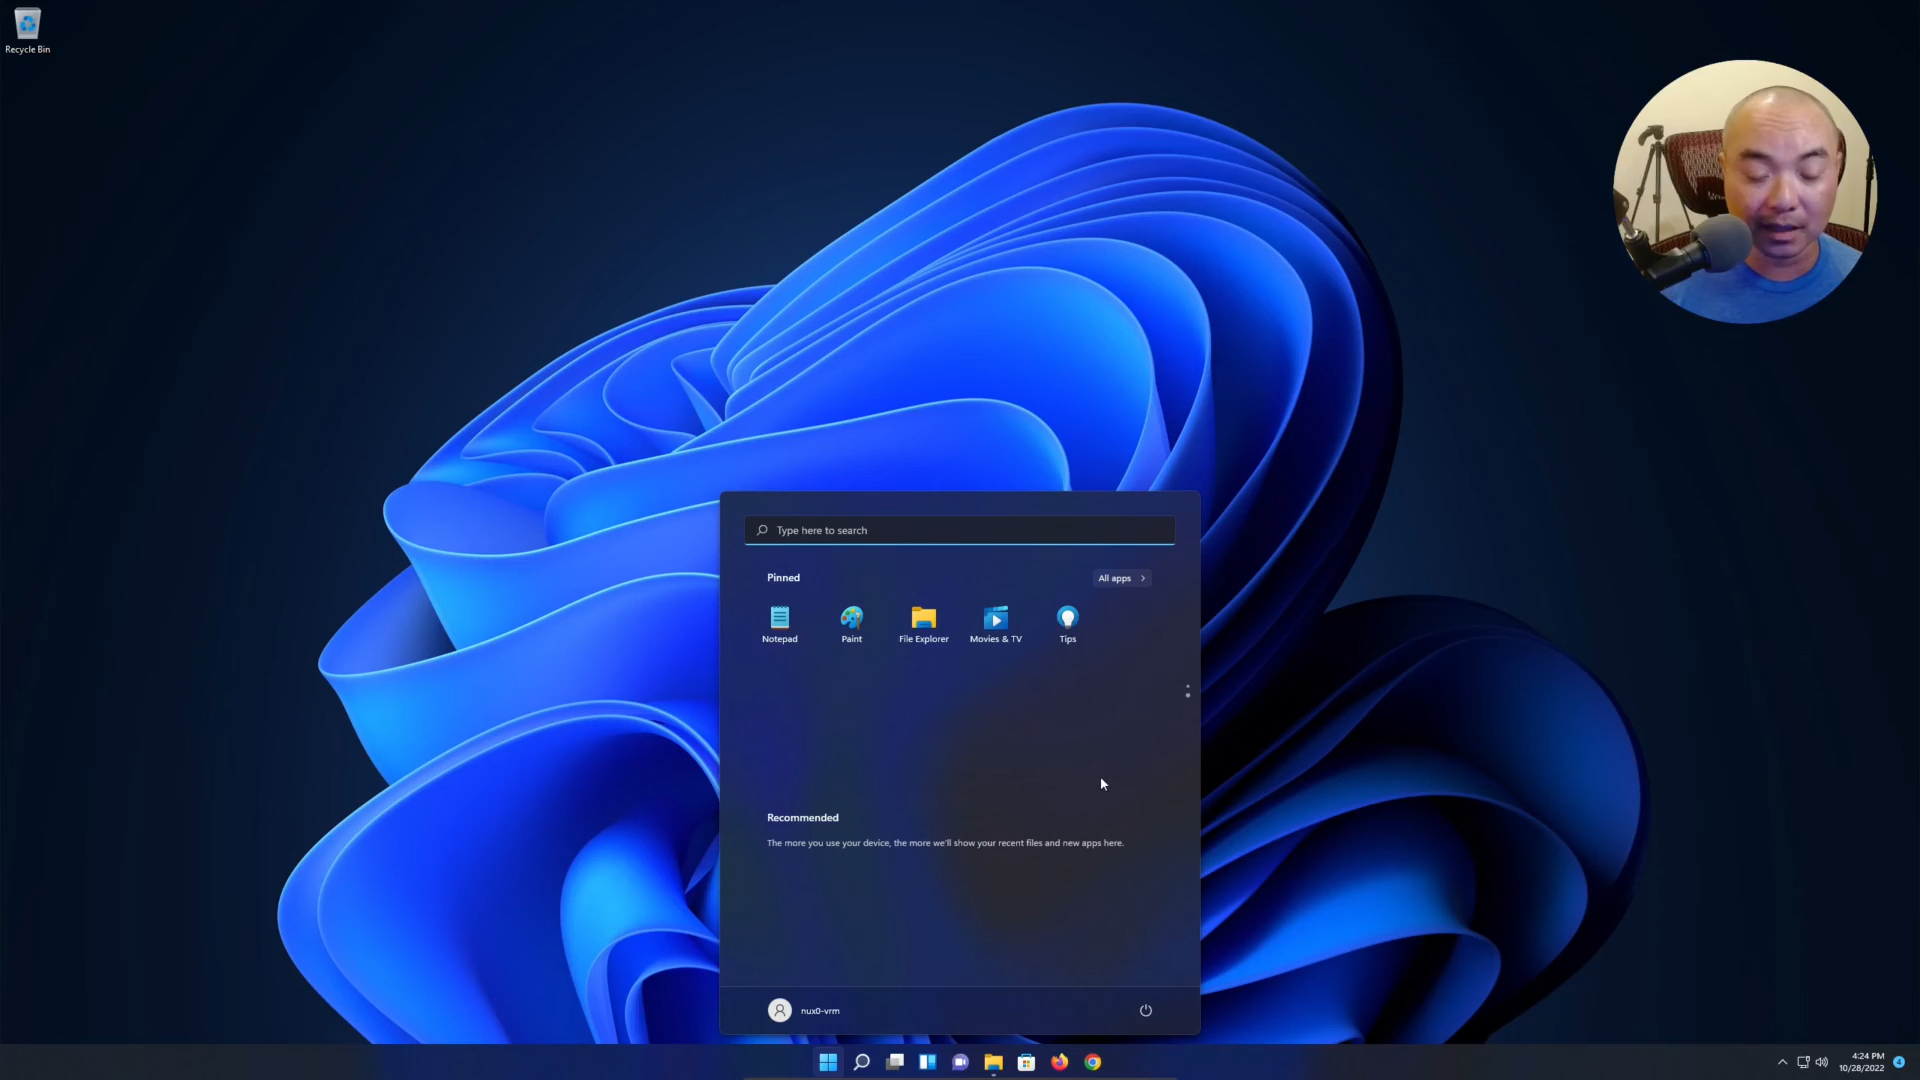 Recycle Bin
Type here to search
Pinned
All apps
Notepad
Paint
File Explorer
Movies & TV
Tips
Recommended
The more you use your device, the more we'll show your recent files and new apps here.
nux0-vrm
4:24 PM
10/28/2022
4